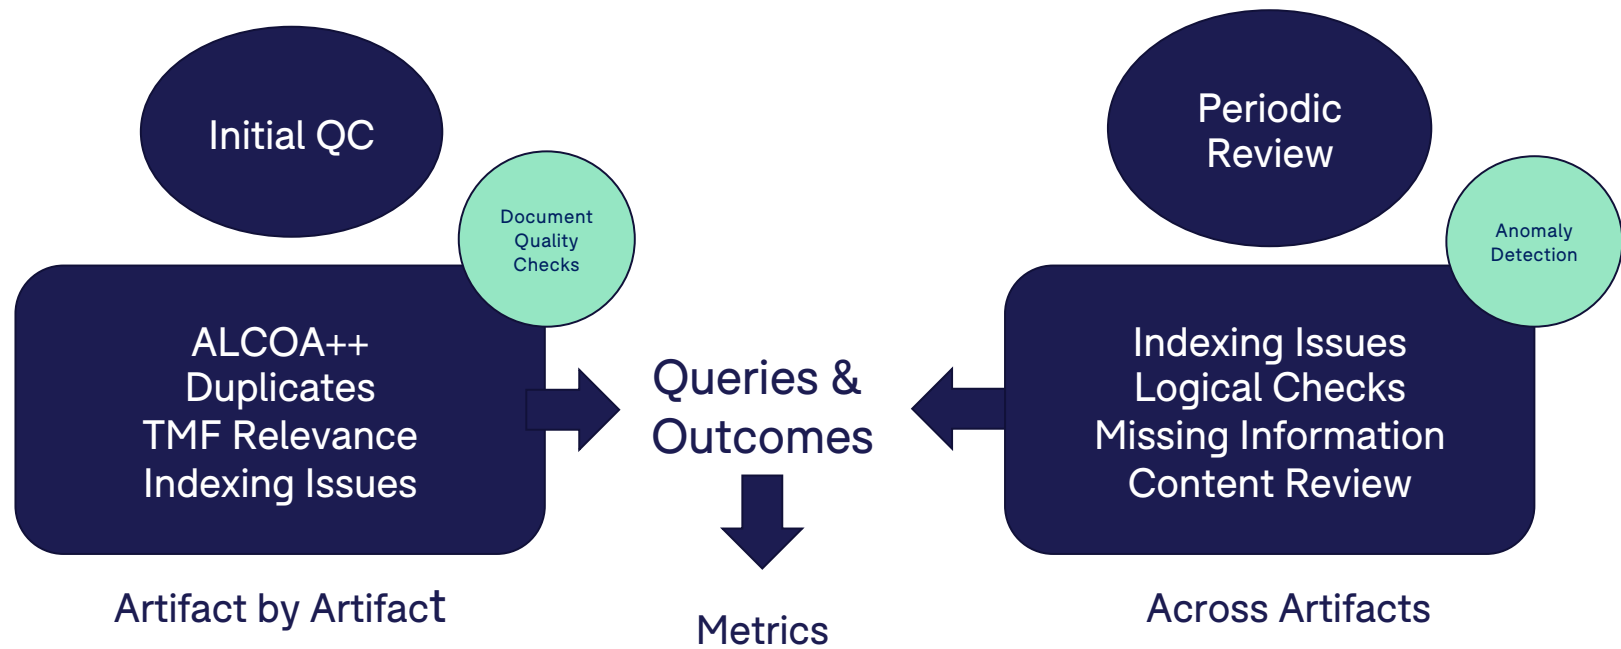 Initial QC
Document
Quality
Checks
ALCOA++
Duplicates
TMF Relevance
Indexing Issues
Artifact by Artifact
Queries &
Outcomes
Metrics
Periodic
Review
Anomaly
Detection
Indexing Issues
Logical Checks
Missing Information
Content Review
Across Artifacts